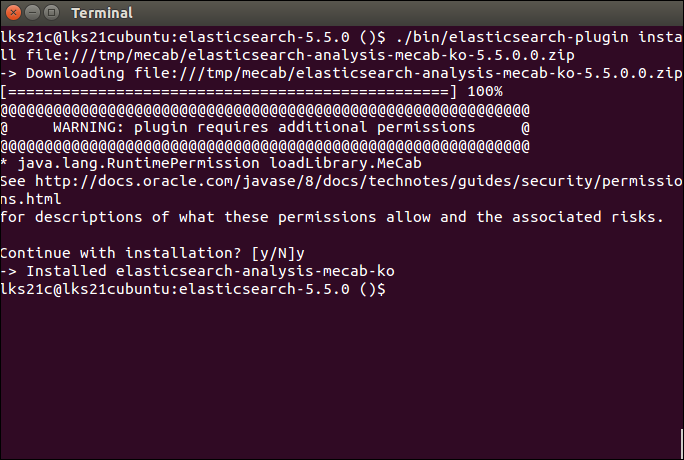 Terminal
lks21c@lks21cubuntu:elasticsearch-5.5.0 ()$ ./bin/elasticsearch-plugin insta
ll file:///tmp/mecab/elasticsearch-analysis-mecab-ko-5.5.0.0.zip
-> Downloading file:///tmp/mecab/elasticsearch-analysis-mecab-ko-5.5.0.0.zip
[=================================================] 100%  
@@@@@@@@@@@@@@@@@@@@@@@@@@@@@@@@@@@@@@@@@@@@@@@@@@@@@@@@@@@
@     WARNING: plugin requires additional permissions     @
@@@@@@@@@@@@@@@@@@@@@@@@@@@@@@@@@@@@@@@@@@@@@@@@@@@@@@@@@@@
* java.lang.RuntimePermission loadLibrary.MeCab
See http://docs.oracle.com/javase/8/docs/technotes/guides/security/permissio
ns.html
for descriptions of what these permissions allow and the associated risks.
Continue with installation? [y/N]y
-> Installed elasticsearch-analysis-mecab-ko
lks21c@lks21cubuntu:elasticsearch-5.5.0 ()$